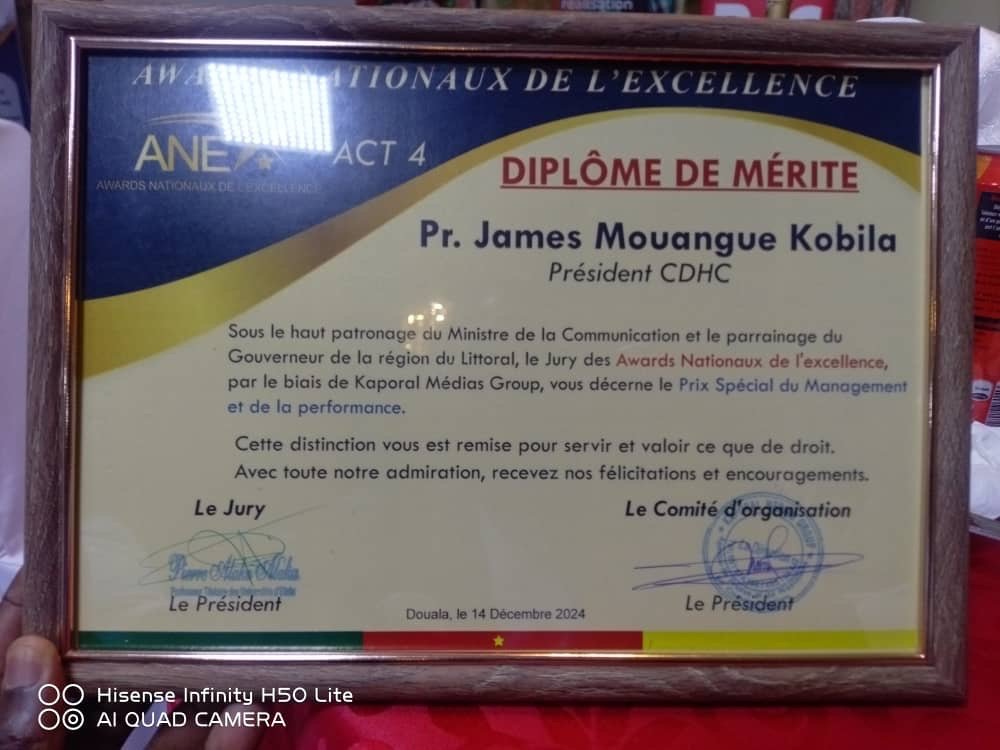 réalisation
AWARDS NATIONAUX DE L'EXCELLENCE
ANE
ACT 4
AWARDS NATIONAUX DE L'EXCELLENCE
DIPLÔME DE MÉRITE
Pr. James Mouangue Kobila
Président CDHC
Sous le haut patronage du Ministre de la Communication et le parrainage du
Gouverneur de la région du Littoral, le Jury des Awards Nationaux de l'excellence,
par le biais de Kaporal Médias Group, vous décerne le Prix Spécial du Management
et de la performance.
Cette distinction vous est remise pour servir et valoir ce que de droit.
Avec toute notre admiration, recevez nos félicitations et encouragements.
Le Jury
Le Comité d'organisation
Pierre
Le Président
Le Président
Douala, le 14 Décembre 2024
Hisense Infinity H50 Lite
AI QUAD CAMERA